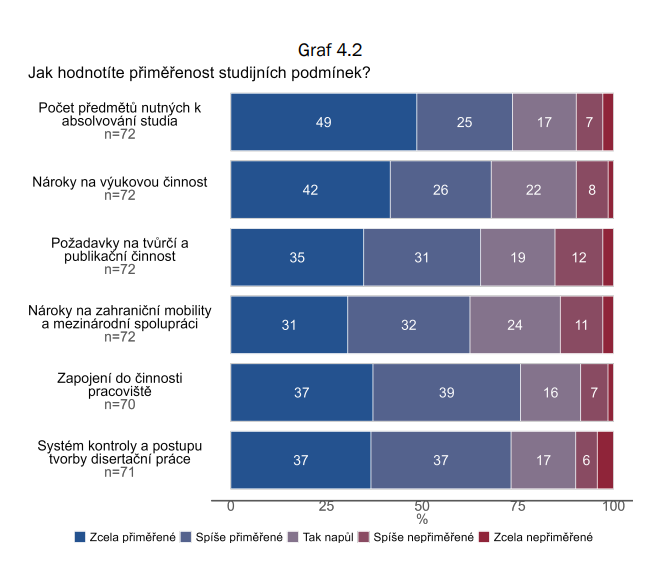 Graf 4.2
Jak hodnotíte přiměřenost studijních podmínek?
Počet předmětů nutných k
absolvování studia
n=72
49 25 17 7
Nároky na výukovou činnost
n=72
42 26 22 8
Požadavky na tvůrčí a
publikační činnost
n=72
35 31 19 12
Nároky na zahraniční mobility
a mezinárodní spolupráci
n=72
31 32 24 11
Zapojení do činnosti
pracoviště
n=70
37 39 16 7
Systém kontroly a postupu
tvorby disertační práce
n=71
37 37 17 6
0 25 50 75 100
%
Zcela přiměřené Spíše přiměřené Tak napůl Spíše nepřiměřené Zcela nepřiměřené